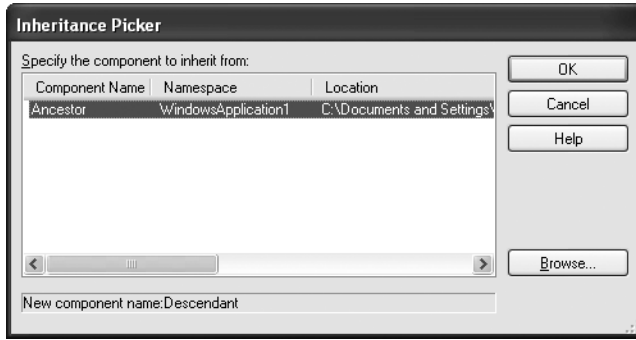 Inheritance Picker
Specify the component to inherit from:
Component Name Namespace Location
Ancestor WindowsApplication1 C:\Documents and Settings\
OK
Cancel
Help
Browse...
New component name:Descendant